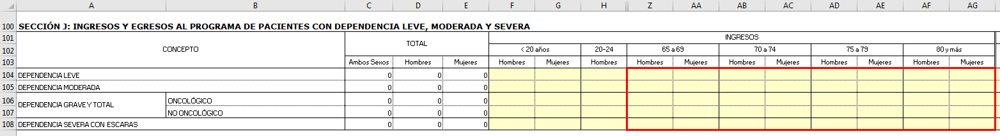 A B C D E F G H Z AA AB AC AD AE AF AG
100 SECCIÓN J: INGRESOS Y EGRESOS AL PROGRAMA DE PACIENTES CON DEPENDENCIA LEVE, MODERADA Y SEVERA
101 CONCEPTO TOTAL INGRESOS
102 < 20 años 20-24 65 a 69 70 a 74 75 a 79 80 y más
103 Ambos Sexos Hombres Mujeres Hombres Mujeres Hombres Hombres Mujeres Hombres Mujeres Hombres Mujeres Hombres Mujeres
104 DEPENDENCIA LEVE 0 0 0
105 DEPENDENCIA MODERADA 0 0 0
106 DEPENDENCIA GRAVE Y TOTAL ONCOLÓGICO 0 0 0
107 NO ONCOLÓGICO 0 0 0
108 DEPENDENCIA SEVERA CON ESCARAS 0 0 0